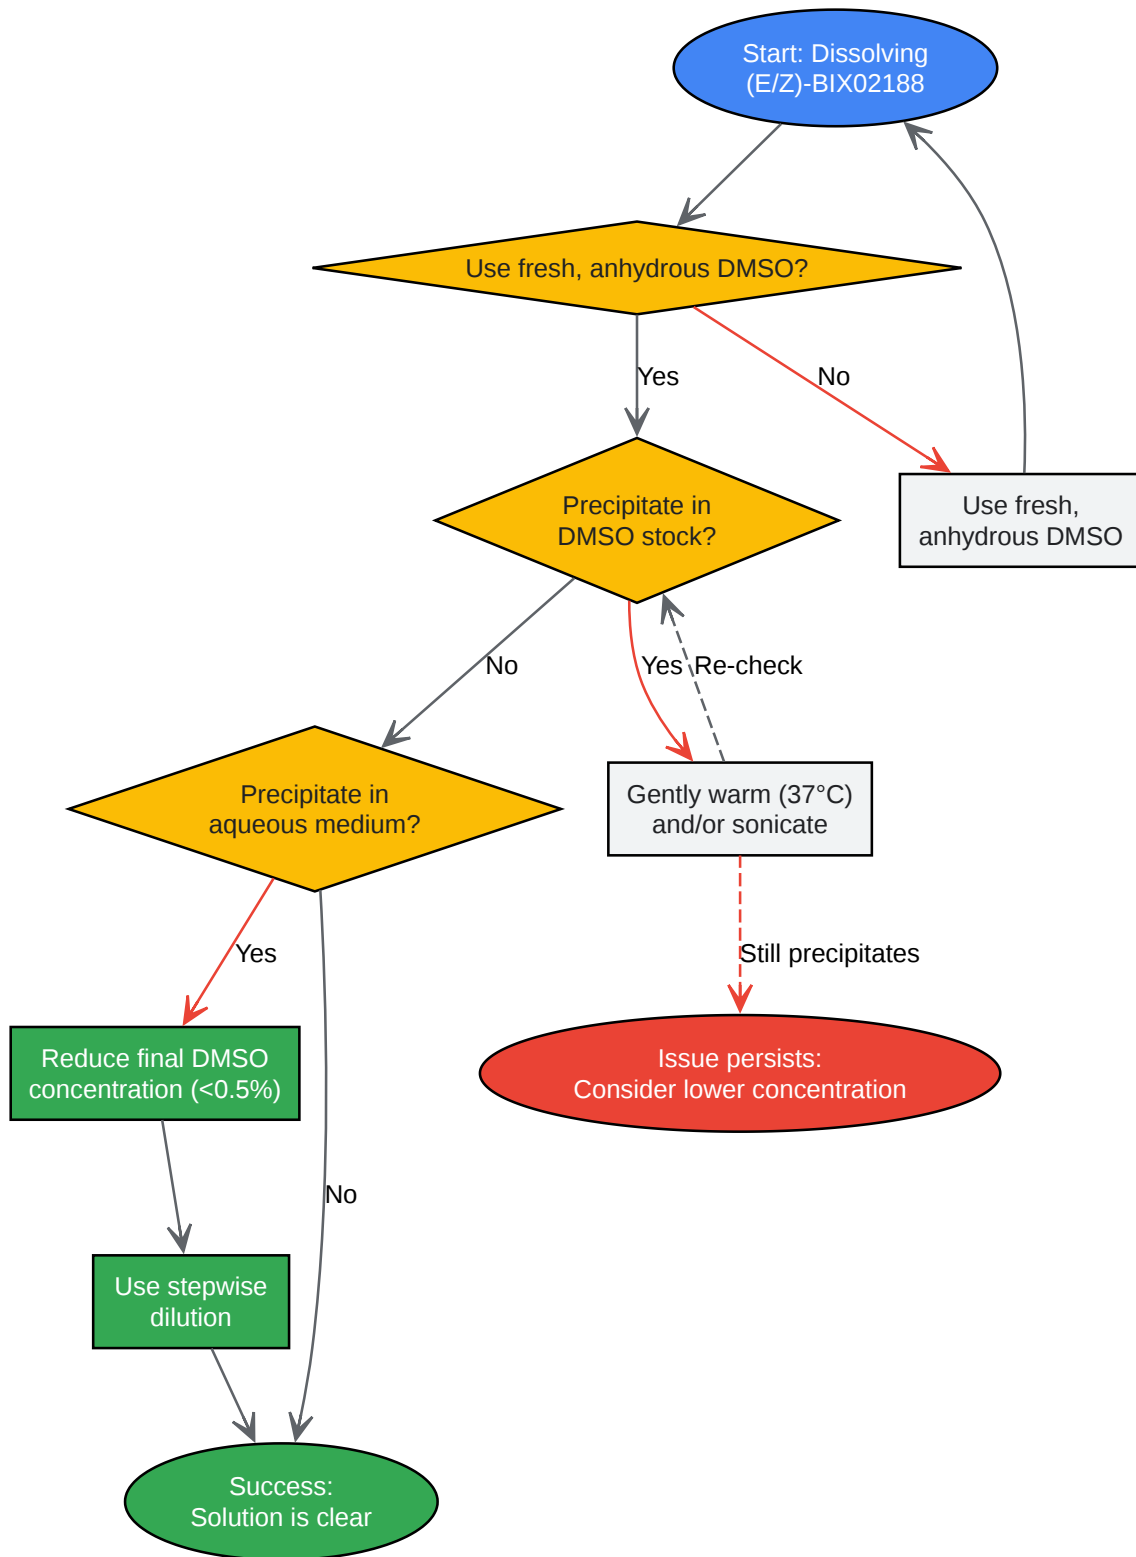 Start: Dissolving
(E/Z)-BIX02188
Use fresh, anhydrous DMSO?
Yes
No
Precipitate in
DMSO stock?
Use fresh,
anhydrous DMSO
No
Yes
Re-check
Precipitate in
aqueous medium?
Gently warm (37°C)
and/or sonicate
Yes
Still precipitates
Reduce final DMSO
concentration (<0.5%)
Issue persists:
Consider lower concentration
No
Use stepwise
dilution
Success:
Solution is clear